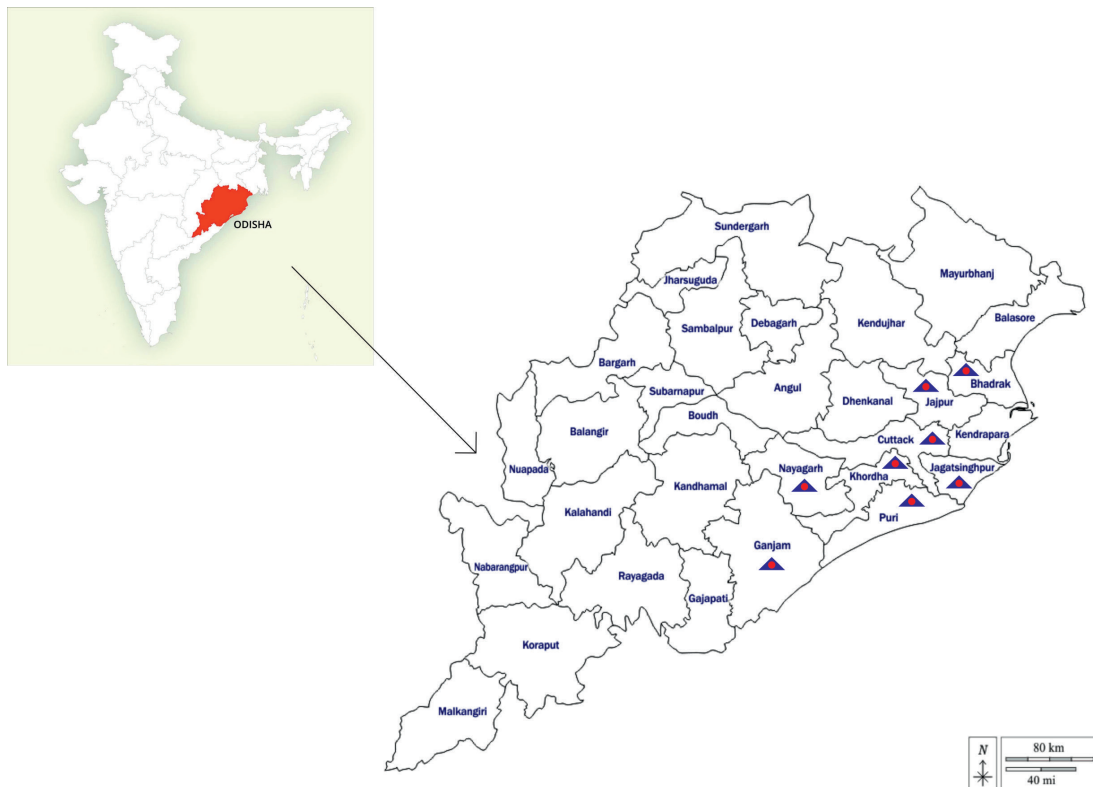 ODISHA
Sundergarh
Mayurbhanj
Jharsuguda
Balasore
Sambalpur
Debagarh
Kendujhar
Bargarh
Bhadrak
Subarnapur
Angul
Dhenkanal
Jajpur
Boudh
Balangir
Cuttack
Kendrapara
Nuapada
Kandhamal
Nayagarh
Khordha
Jagatsinghpur
Kalahandi
Puri
Ganjam
Nabarangpur
Rayagada
Gajapati
Koraput
Malkangiri
N
80 km
40 mi